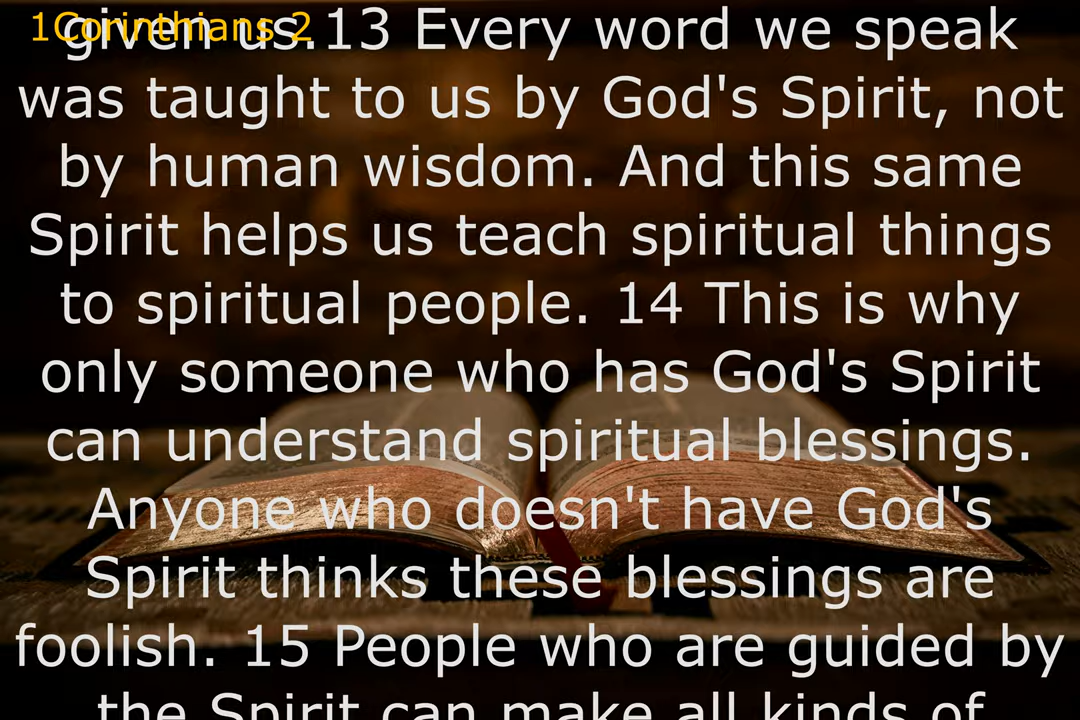 1Corinthians 2
given us.13 Every word we speak
was taught to us by God's Spirit, not
by human wisdom. And this same
Spirit helps us teach spiritual things
to spiritual people. 14 This is why
only someone who has God's Spirit
can understand spiritual blessings.
Anyone who doesn't have God's
Spirit thinks these blessings are
foolish. 15 People who are guided by
the Spirit can make all kinds of